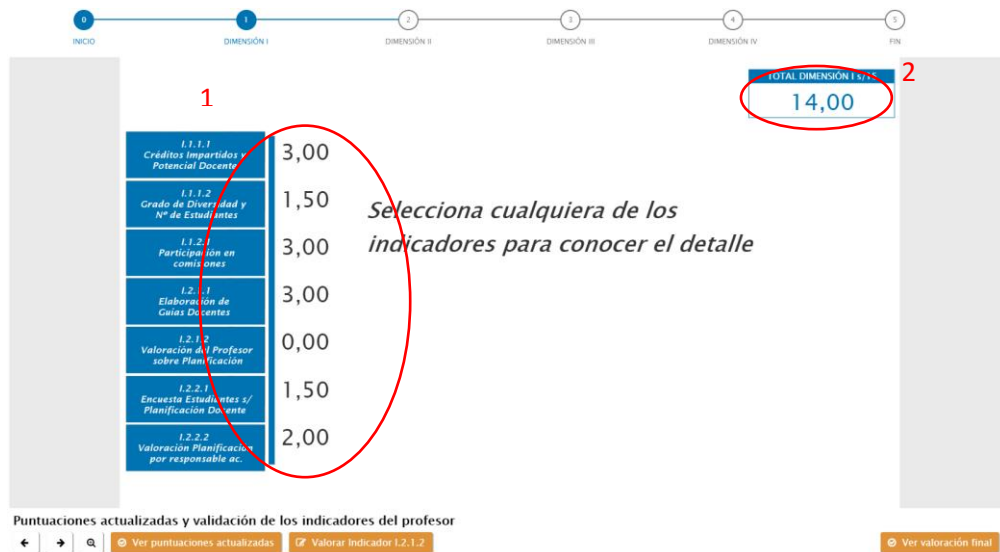 0
1
2
3
4
5
INICIO
DIMENSIÓN I
DIMENSIÓN II
DIMENSIÓN III
DIMENSIÓN IV
FIN
TOTAL DIMENSIÓN I s/15
2
14,00
1
I.1.1.1
Créditos Impartidos y
Potencial Docente
3,00
I.1.1.2
Grado de Diversidad y
Nº de Estudiantes
1,50
I.1.2.1
Participación en
comisiones
3,00
I.2.1.1
Elaboración de
Guías Docentes
3,00
I.2.1.2
Valoración del Profesor
sobre Planificación
0,00
I.2.2.1
Encuesta Estudiantes s/
Planificación Docente
1,50
I.2.2.2
Valoración Planificación
por responsable ac.
2,00
Selecciona cualquiera de los
indicadores para conocer el detalle
Puntuaciones actualizadas y validación de los indicadores del profesor
Ver puntuaciones actualizadas
Valorar Indicador I.2.1.2
Ver valoración final